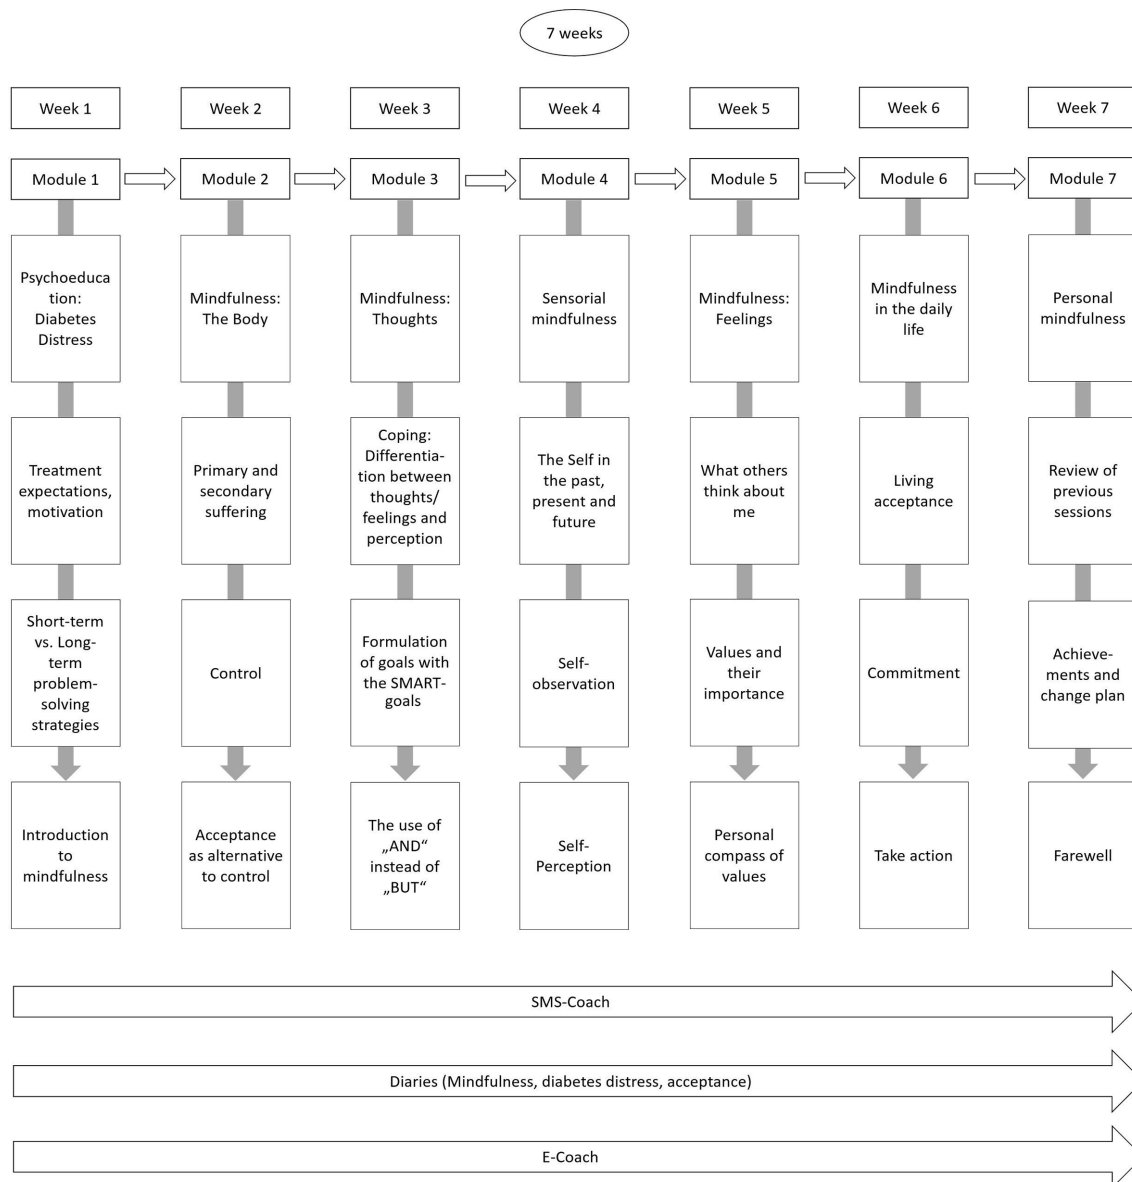 7 weeks
Week 1
Week 2
Week 3
Week 4
Week 5
Week 6
Week 7
Module 1
Module 2
Module 3
Module 4
Module 5
Module 6
Module 7
Psychoeduca
tion:
Diabetes
Distress
Mindfulness:
The Body
Mindfulness:
Thoughts
Sensorial
mindfulness
Mindfulness:
Feelings
Mindfulness
in the daily
life
Personal
mindfulness
Treatment
expectations,
motivation
Primary and
secondary
suffering
Coping:
Differentia-
tion between
thoughts/
feelings and
perception
The Self in
the past,
present and
future
What others
think about
me
Living
acceptance
Review of
previous
sessions
Short-term
vs. Long-
term
problem-
solving
strategies
Control
Formulation
of goals with
the SMART-
goals
Self-
observation
Values and
their
importance
Commitment
Achieve-
ments and
change plan
Introduction
to
mindfulness
Acceptance
as alternative
to control
The use of
„AND“
instead of
„BUT“
Self-
Perception
Personal
compass of
values
Take action
Farewell
SMS-Coach
Diaries (Mindfulness, diabetes distress, acceptance)
E-Coach